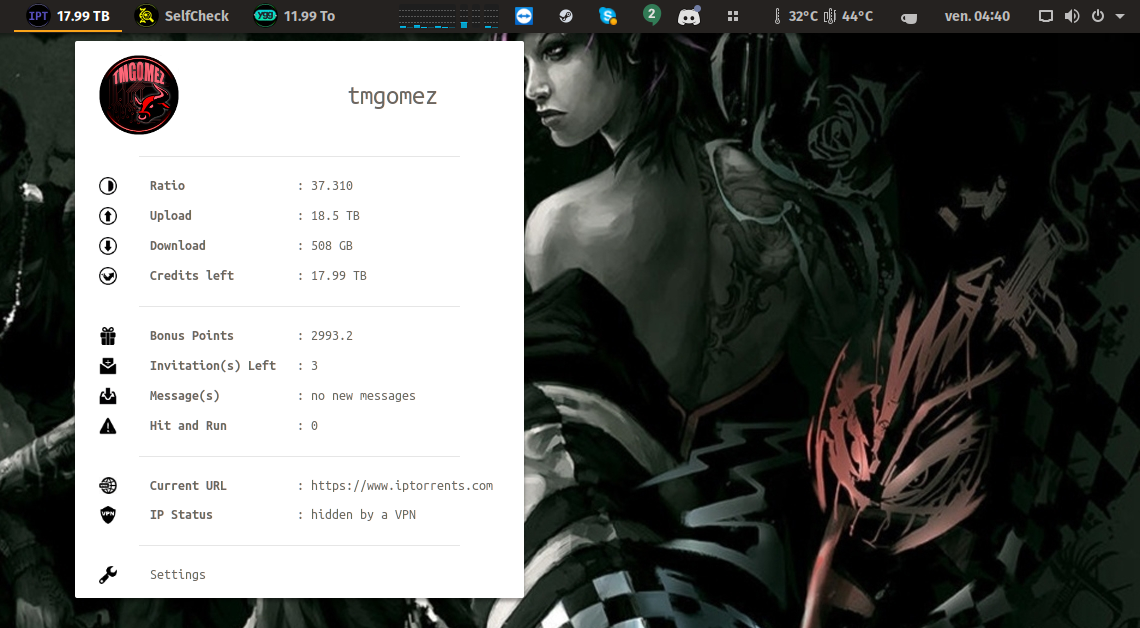 IPT 17.99 TB SelfCheck Y99 11.99 To S 2 32°C 44°C ven. 04:40
TMGOMEZ
tmgomez
Ratio : 37.310
Upload : 18.5 TB
Download : 508 GB
Credits left : 17.99 TB
Bonus Points : 2993.2
Invitation(s) Left : 3
Message(s) : no new messages
Hit and Run : 0
Current URL : https://www.iptorrents.com
VPN IP Status : hidden by a VPN
Settings